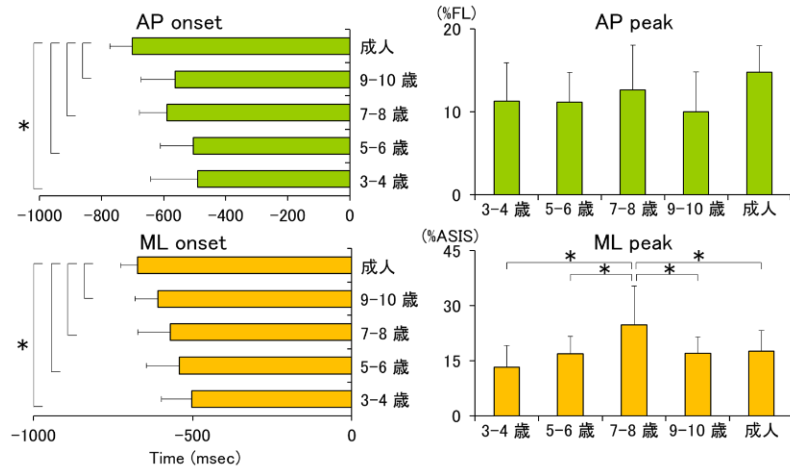 AP onset
成人
9-10 歳
7-8 歳
5-6 歳
3-4 歳
*
-1000 -800 -600 -400 -200 0
(%FL)
AP peak
20
10
0
3-4 歳 5-6 歳 7-8 歳 9-10 歳 成人
ML onset
成人
9-10 歳
7-8 歳
5-6 歳
3-4 歳
*
-1000 -500 0
Time (msec)
(%ASIS)
ML peak
45
30
15
0
* *
* *
3-4 歳 5-6 歳 7-8 歳 9-10 歳 成人